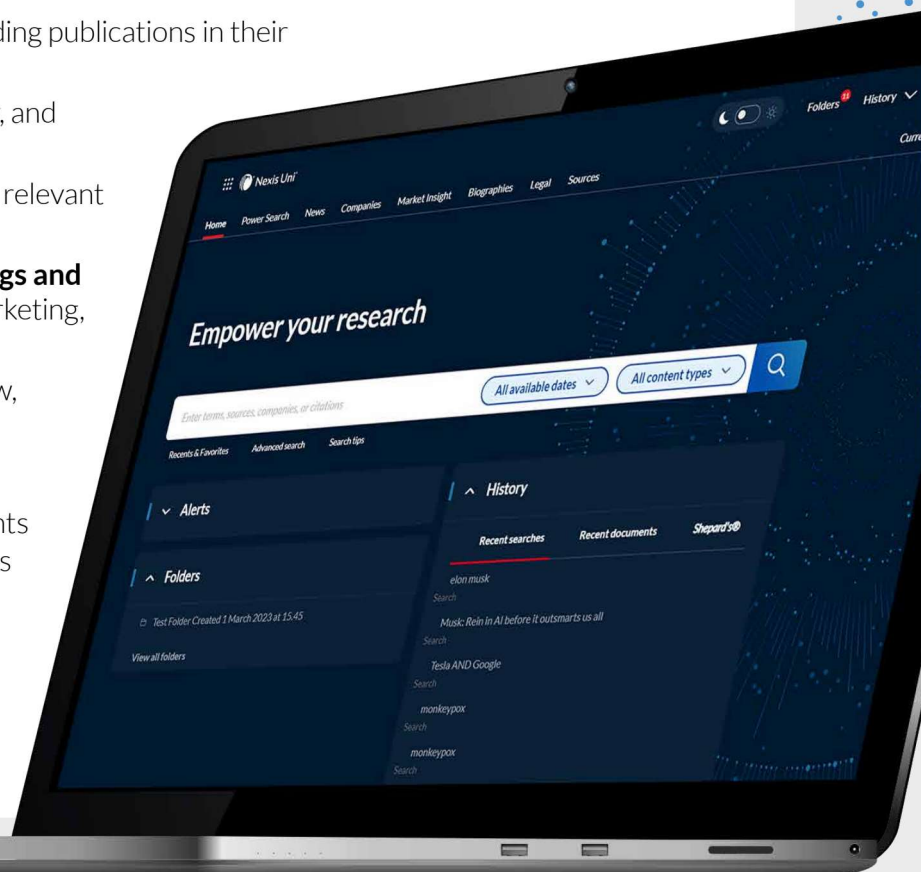 ding publications in their
, and
relevant
gs and
rketing,
w,
nts
s
Folders 11 History
Curre
Nexis Uni
Home Power Search News Companies Market Insight Biographies Legal Sources
Empower your research
Enter terms, sources, companies, or citations All available dates All content types
Recents & Favorites Advanced search Search tips
Alerts
Folders
Test Folder Created 1 March 2023 at 15.45
View all folders
History
Recent searches Recent documents Shepard's®
elon musk
Search
Musk: Rein in AI before it outsmarts us all
Search
Tesla AND Google
Search
monkeypox
Search
monkeypox
Search